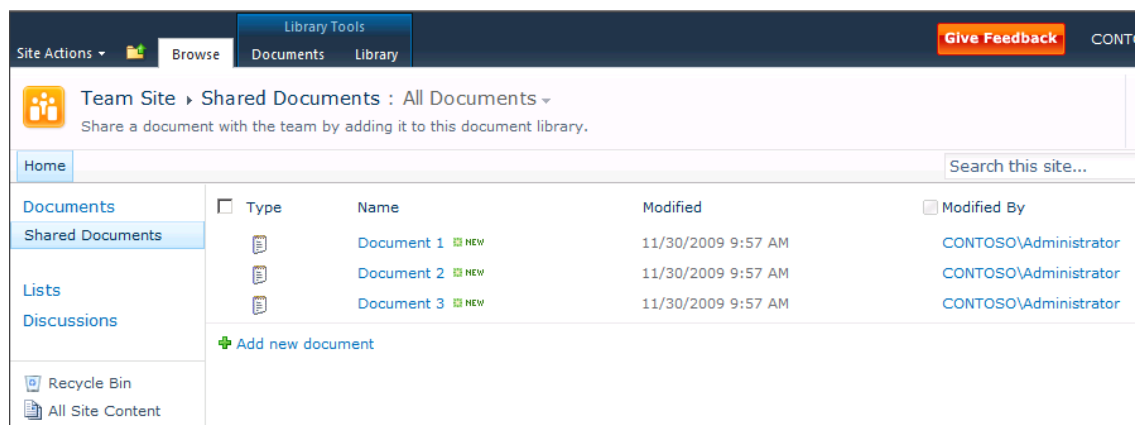 Library Tools
Site Actions Browse Documents Library Give Feedback
Team Site Shared Documents : All Documents
Share a document with the team by adding it to this document library.
Home Search this site...
Documents Type Name Modified Modified By
Shared Documents
Document 1 NEW 11/30/2009 9:57 AM CONTOSO\Administrator
Document 2 NEW 11/30/2009 9:57 AM CONTOSO\Administrator
Lists
Document 3 NEW 11/30/2009 9:57 AM CONTOSO\Administrator
Discussions
Add new document
Recycle Bin
All Site Content